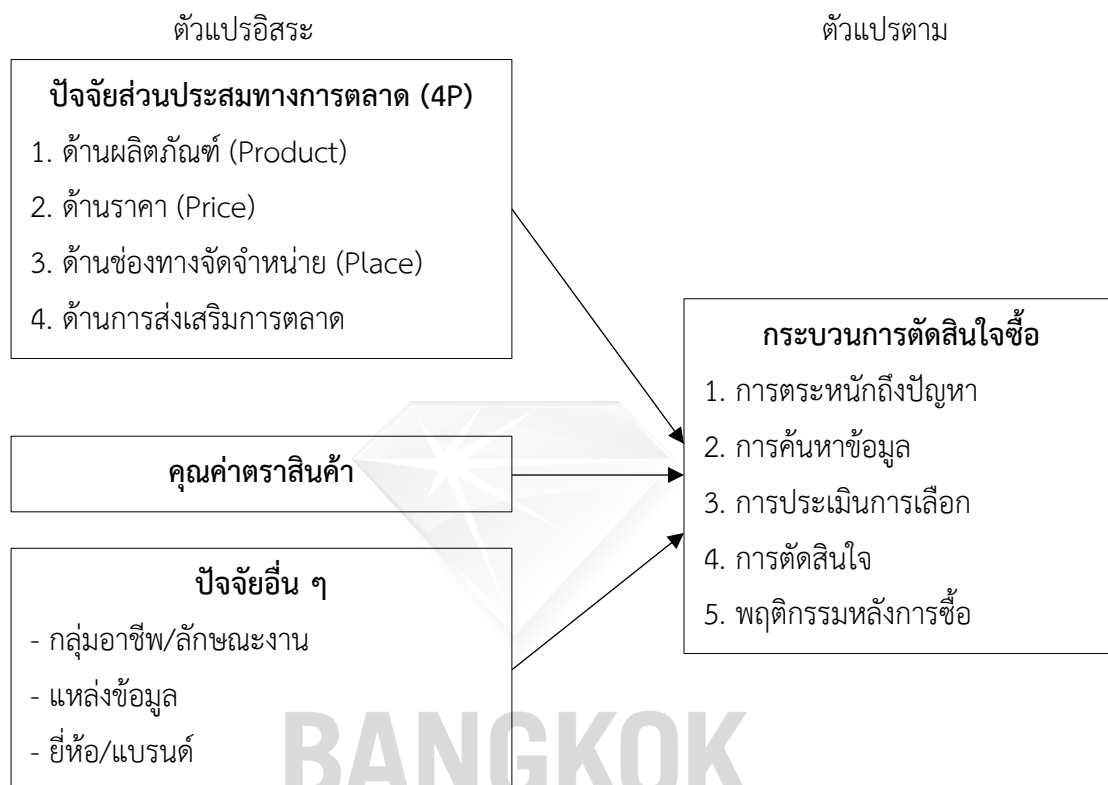 ตัวแปรอิสระ
ตัวแปรตาม
ปัจจัยส่วนประสมทางการตลาด (4P)
1. ด้านผลิตภัณฑ์ (Product)
2. ด้านราคา (Price)
3. ด้านช่องทางจัดจำหน่าย (Place)
4. ด้านการส่งเสริมการตลาด
คุณค่าตราสินค้า
ปัจจัยอื่น ๆ
- กลุ่มอาชีพ/ลักษณะงาน
- แหล่งข้อมูล
- ยี่ห้อ/แบรนด์
กระบวนการตัดสินใจซื้อ
1. การตระหนักถึงปัญหา
2. การค้นหาข้อมูล
3. การประเมินการเลือก
4. การตัดสินใจ
5. พฤติกรรมหลังการซื้อ
BANGKOK